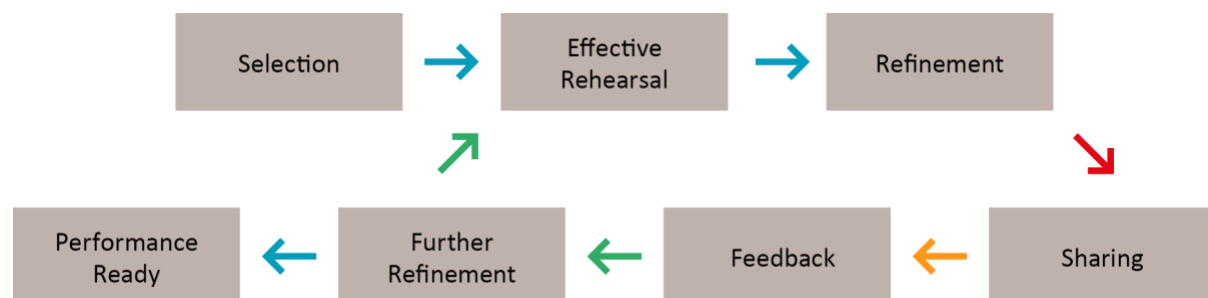 Selection
Effective
Rehearsal
Refinement
Performance
Ready
Further
Refinement
Feedback
Sharing